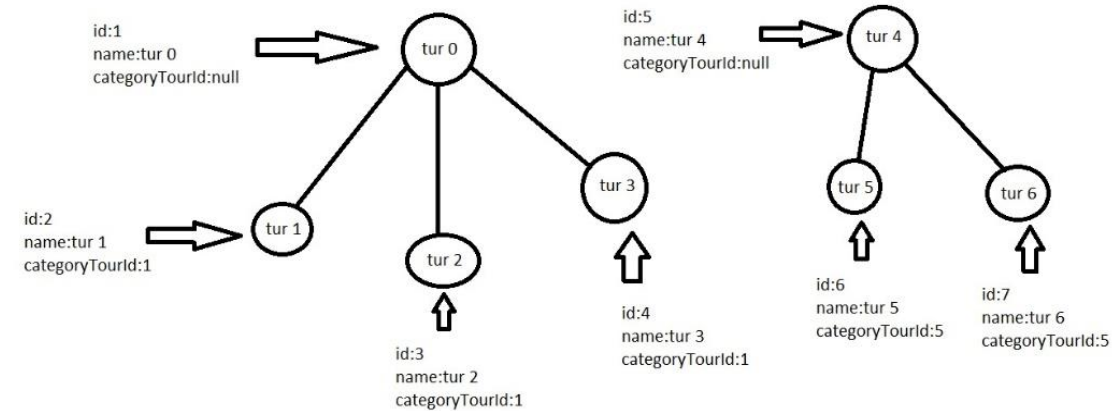 id:1
name:tur 0
categoryTourId:null
tur 0
id:5
name:tur 4
categoryTourId:null
tur 4
id:2
name:tur 1
categoryTourId:1
tur 1
tur 2
tur 3
tur 5
tur 6
id:3
name:tur 2
categoryTourId:1
id:4
name:tur 3
categoryTourId:1
id:6
name:tur 5
categoryTourId:5
id:7
name:tur 6
categoryTourId:5